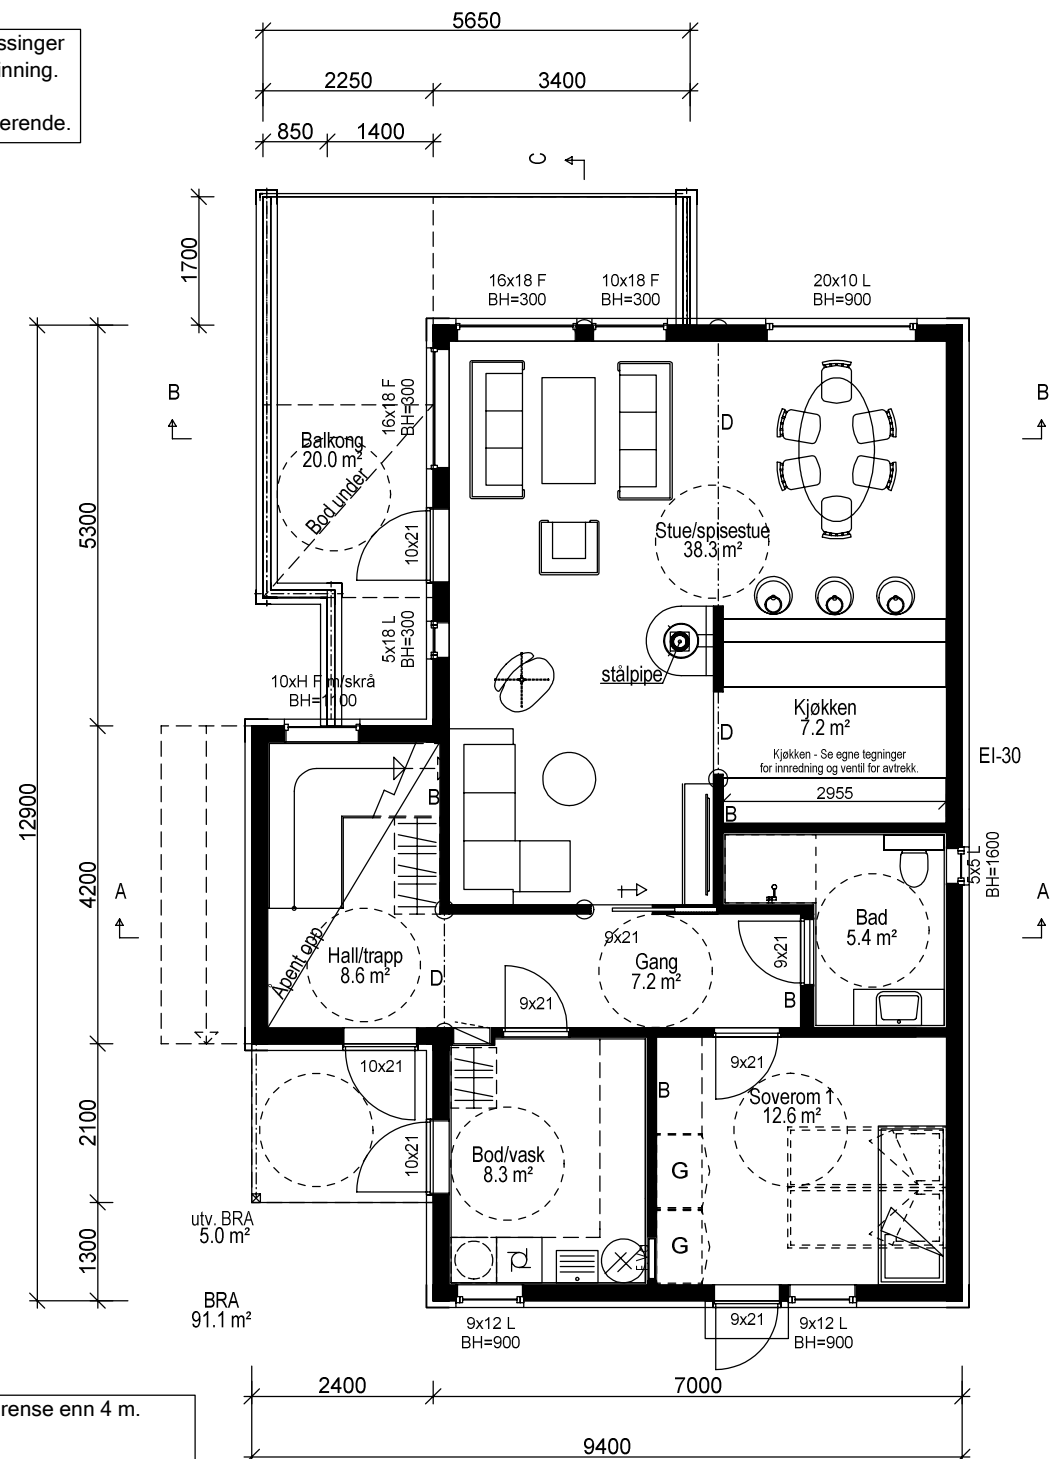 5650
ssinger
inning.
erende.
2250
3400
850
1400
C
1700
16x18 F
BH=300
10x18 F
BH=300
20x10 L
BH=900
B
B
16x18 F
BH=300
D
Balkong
20.0 m²
Bod under
10x21
Stue/spisestue
38.3 m²
5300
5x18 L
BH=300
stålpipe
10xH F m/skrå
BH=1100
Kjøkken
7.2 m²
D
Kjøkken - Se egne tegninger
for innredning og ventil for avtrekk.
EI-30
2955
B
B
12900
4200
5x5 L
BH=1600
A
A
Bad
5.4 m²
Åpent opp
Hall/trapp
8.6 m²
D
9x21
Gang
7.2 m²
9x21
B
9x21
10x21
9x21
B
Soverom 1
12.6 m²
2100
10x21
Bod/vask
8.3 m²
G
G
utv. BRA
5.0 m²
1300
BRA
91.1 m²
9x12 L
BH=900
9x21
9x12 L
BH=900
2400
7000
rense enn 4 m.
9400